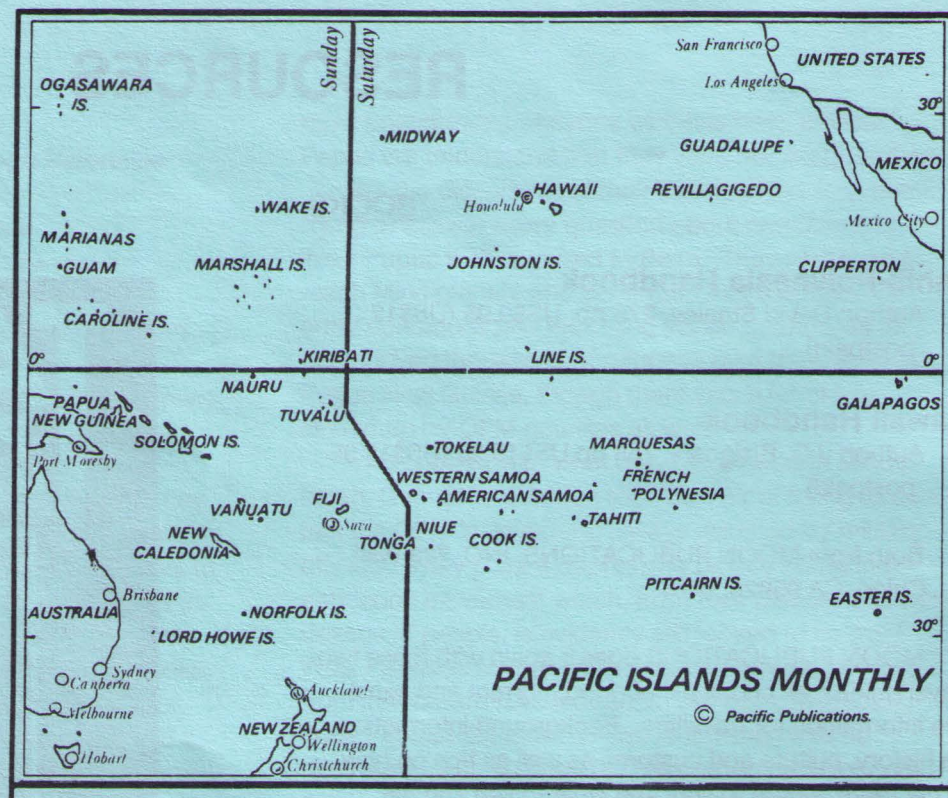 Sunday
Saturday
San Francisco
UNITED STATES
Los Angeles
OGASAWARA
IS.
30°
MIDWAY
GUADALUPE
MEXICO
HAWAII
REVILLAGIGEDO
Honolulu
WAKE IS.
Mexico City
MARIANAS
GUAM
MARSHALL IS.
JOHNSTON IS.
CLIPPERTON
CAROLINE IS.
0°
KIRIBATI
LINE IS.
0°
NAURU
GALAPAGOS
PAPUA
NEW GUINEA
TUVALU
SOLOMON IS.
Port Moresby
TOKELAU
MARQUESAS
WESTERN SAMOA
FRENCH
POLYNESIA
AMERICAN SAMOA
FIJI
VANUATU
Suva
TAHITI
NEW
CALEDONIA
NIUE
TONGA
COOK IS.
PITCAIRN IS.
Brisbane
EASTER IS.
AUSTRALIA
NORFOLK IS.
30°
LORD HOWE IS.
Sydney
Canberra
PACIFIC ISLANDS MONTHLY
Auckland
Melbourne
© Pacific Publications.
NEW ZEALAND
Wellington
Hobart
Christchurch